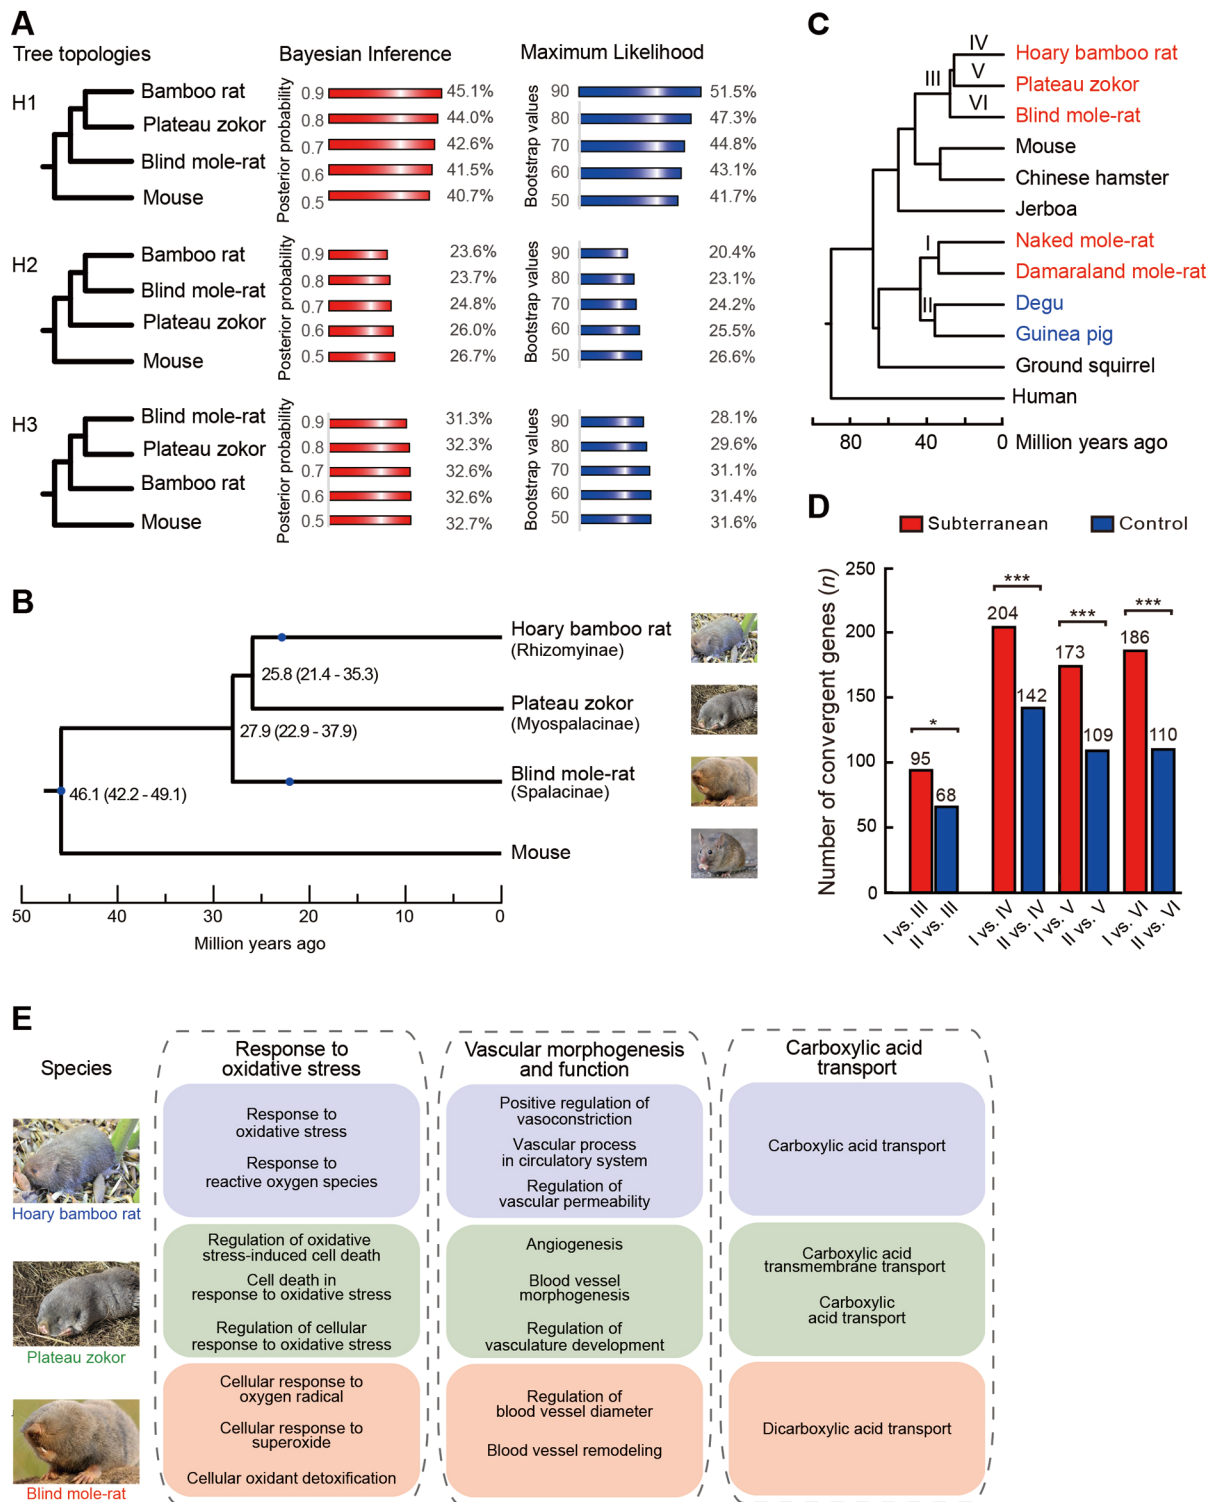 A
Tree topologies
Bayesian Inference
Maximum Likelihood
H1
Bamboo rat
Plateau zokor
Blind mole-rat
Mouse
Posterior probability
0.9 45.1%
0.8 44.0%
0.7 42.6%
0.6 41.5%
0.5 40.7%
Bootstrap values
90 51.5%
80 47.3%
70 44.8%
60 43.1%
50 41.7%
H2
Bamboo rat
Blind mole-rat
Plateau zokor
Mouse
Posterior probability
0.9 23.6%
0.8 23.7%
0.7 24.8%
0.6 26.0%
0.5 26.7%
Bootstrap values
90 20.4%
80 23.1%
70 24.2%
60 25.5%
50 26.6%
H3
Blind mole-rat
Plateau zokor
Bamboo rat
Mouse
Posterior probability
0.9 31.3%
0.8 32.3%
0.7 32.6%
0.6 32.6%
0.5 32.7%
Bootstrap values
90 28.1%
80 29.6%
70 31.1%
60 31.4%
50 31.6%
B
Hoary bamboo rat
(Rhizomyinae)
25.8 (21.4 - 35.3)
Plateau zokor
(Myospalacinae)
27.9 (22.9 - 37.9)
Blind mole-rat
(Spalacinae)
46.1 (42.2 - 49.1)
Mouse
50 40 30 20 10 0
Million years ago
C
IV
Hoary bamboo rat
III
V
Plateau zokor
VI
Blind mole-rat
Mouse
Chinese hamster
Jerboa
I
Naked mole-rat
Damaraland mole-rat
II
Degu
Guinea pig
Ground squirrel
Human
80 40 0 Million years ago
D
Subterranean
Control
Number of convergent genes (n)
250
200
150
100
50
0
*
95
68
***
204
142
***
173
109
***
186
110
I vs. III
II vs. III
I vs. IV
II vs. IV
I vs. V
II vs. V
I vs. VI
II vs. VI
E
Species
Response to
oxidative stress
Vascular morphogenesis
and function
Carboxylic acid
transport
Hoary bamboo rat
Response to
oxidative stress
Response to
reactive oxygen species
Positive regulation of
vasoconstriction
Vascular process
in circulatory system
Regulation of
vascular permeability
Carboxylic acid transport
Plateau zokor
Regulation of oxidative
stress-induced cell death
Cell death in
response to oxidative stress
Regulation of cellular
response to oxidative stress
Angiogenesis
Blood vessel
morphogenesis
Regulation of
vasculature development
Carboxylic acid
transmembrane transport
Carboxylic
acid transport
Blind mole-rat
Cellular response to
oxygen radical
Cellular response to
superoxide
Cellular oxidant detoxification
Regulation of
blood vessel diameter
Blood vessel remodeling
Dicarboxylic acid transport